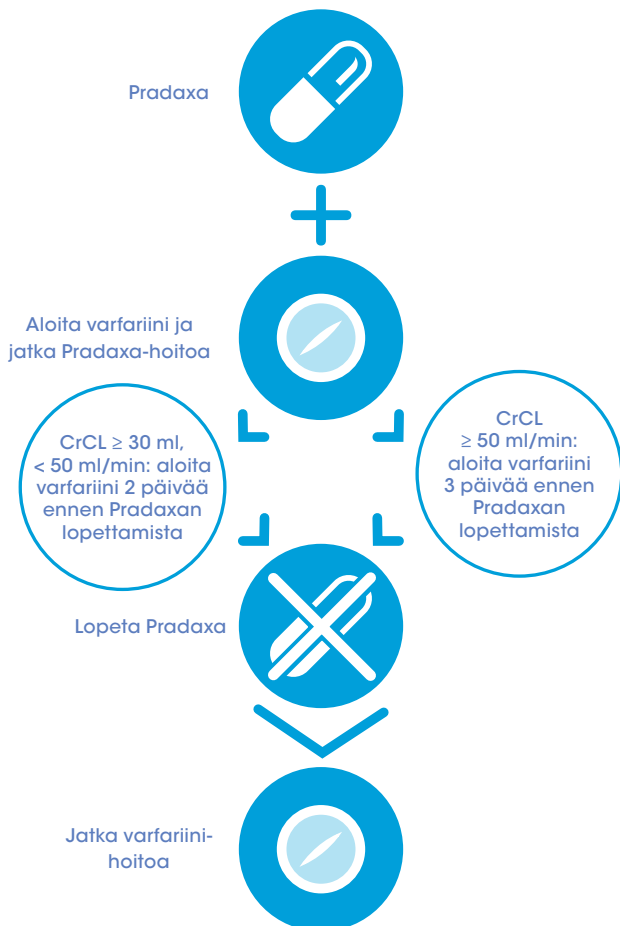 Pradaxa
Aloita varfariini ja
jatka Pradaxa-hoitoa
CrCL ≥ 30 ml,
< 50 ml/min: aloita
varfariini 2 päivää
ennen Pradaxan
lopettamista
CrCL
≥ 50 ml/min:
aloita varfariini
3 päivää ennen
Pradaxan
lopettamista
Lopeta Pradaxa
Jatka varfariini-
hoitoa